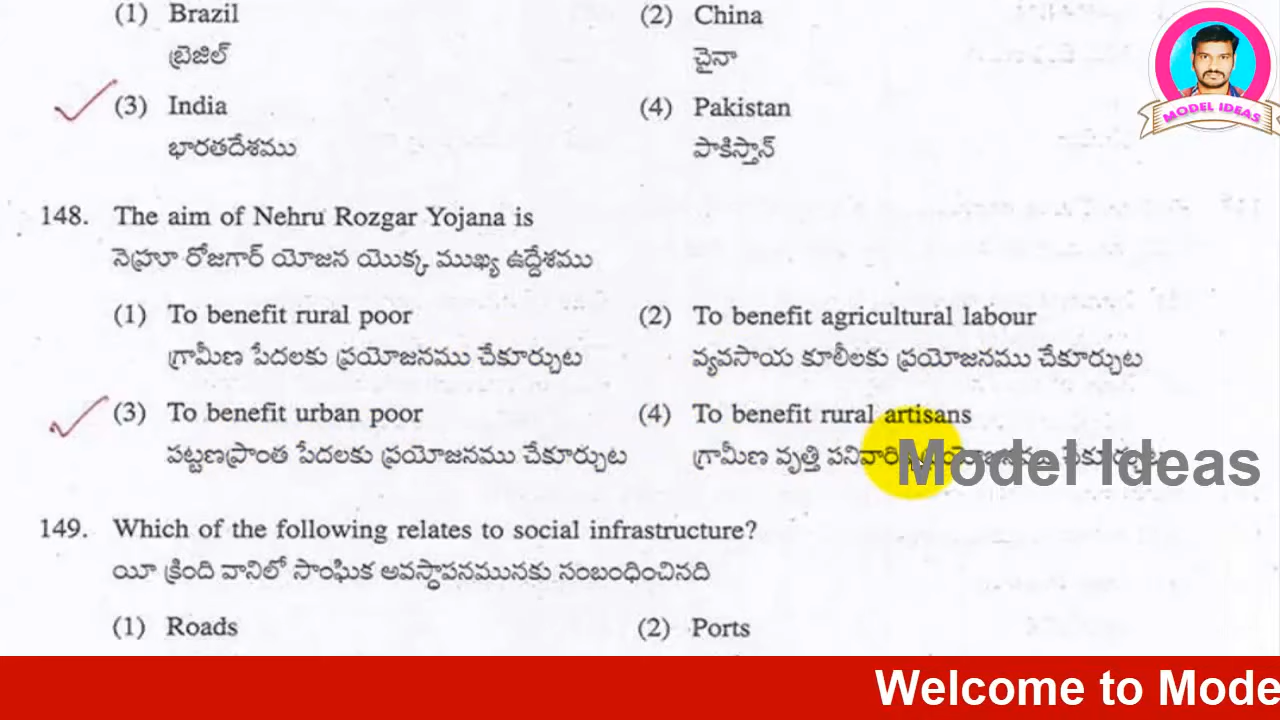 (1) Brazil (2) China
బ్రెజిల్ చైనా
(3) India (4) Pakistan
భారతదేశము పాకిస్తాన్
MODEL IDEAS
148. The aim of Nehru Rozgar Yojana is
నెహ్రూ రోజగార్ యోజన యొక్క ముఖ్య ఉద్దేశము
(1) To benefit rural poor (2) To benefit agricultural labour
గ్రామీణ పేదలకు ప్రయోజనము చేకూర్చుట వ్యవసాయ కూలీలకు ప్రయోజనము చేకూర్చుట
(3) To benefit urban poor (4) To benefit rural artisans
పట్టణప్రాంత పేదలకు ప్రయోజనము చేకూర్చుట గ్రామీణ వృత్తి
Model Ideas
149. Which of the following relates to social infrastructure?
యీ క్రింది వానిలో సాంఘిక అవస్థాపనమునకు సంబంధించినది
(1) Roads (2) Ports
Welcome to Mode